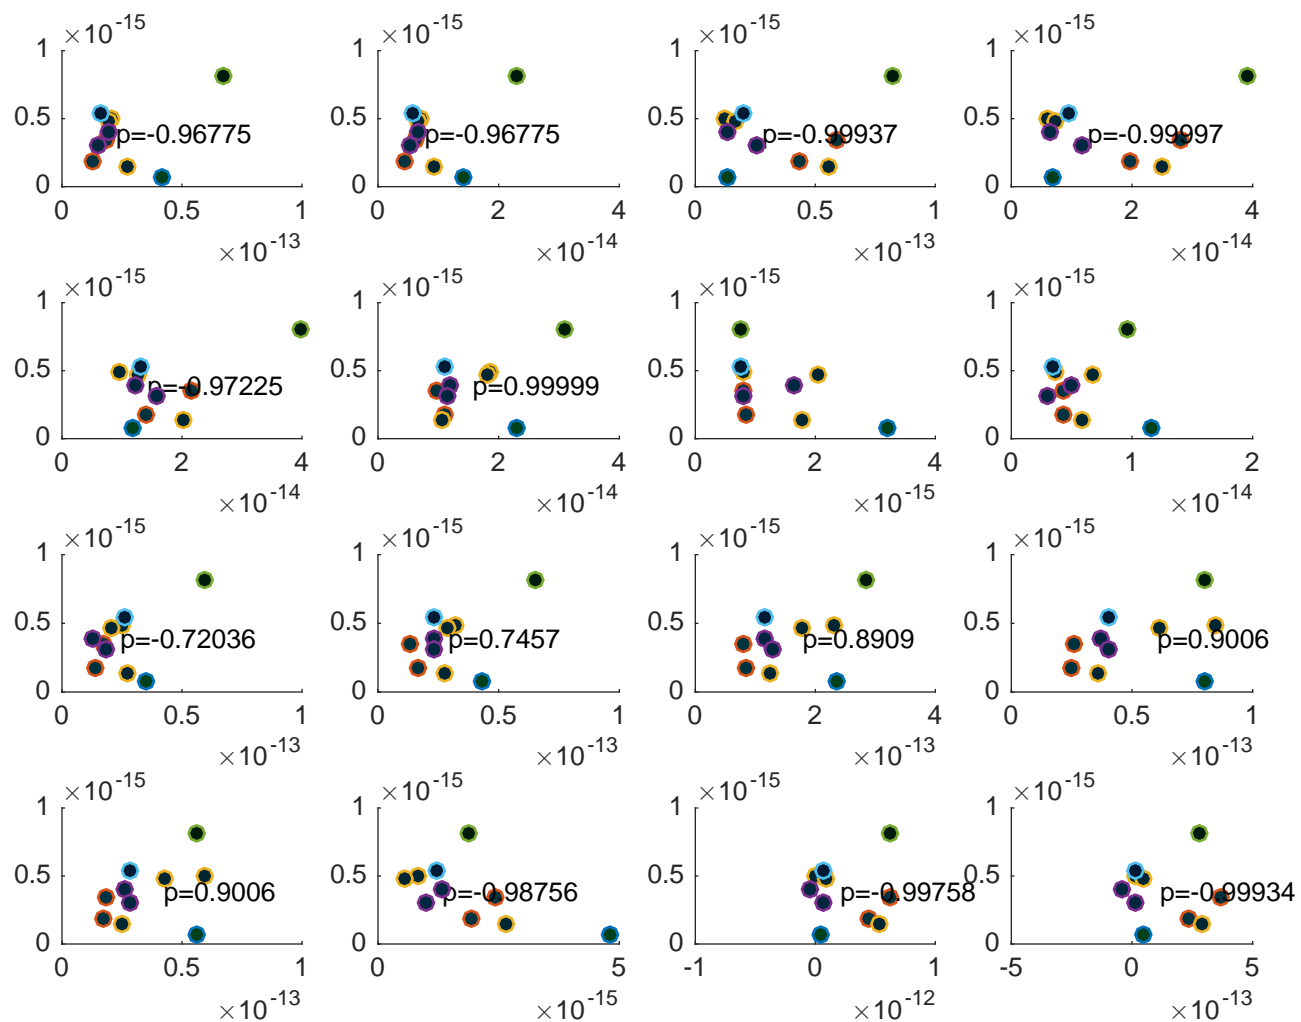 ×10^-15 ×10^-15 ×10^-15 ×10^-15
1 1 1 1
0.5 p=-0.96775 0.5 p=-0.96775 0.5 p=-0.99937 0.5 p=-0.99997
0 0 0 0
0 0.5 1 0 2 4 0 0.5 1 0 2 4
×10^-13 ×10^-14 ×10^-13 ×10^-14
×10^-15 ×10^-15 ×10^-15 ×10^-15
1 1 1 1
0.5 p=-0.97225 0.5 p=0.99999 0.5 0.5
0 0 0 0
0 2 4 0 2 4 0 2 4 0 1 2
×10^-14 ×10^-14 ×10^-15 ×10^-14
×10^-15 ×10^-15 ×10^-15 ×10^-15
1 1 1 1
0.5 p=-0.72036 0.5 p=0.7457 0.5 p=0.8909 0.5 p=0.9006
0 0 0 0
0 0.5 1 0 0.5 1 0 2 4 0 0.5 1
×10^-13 ×10^-13 ×10^-13 ×10^-13
×10^-15 ×10^-15 ×10^-15 ×10^-15
1 1 1 1
0.5 p=0.9006 0.5 p=-0.98756 0.5 p=-0.99758 0.5 p=-0.99934
0 0 0 0
0 0.5 1 0 5 -1 0 1 -5 0 5
×10^-13 ×10^-15 ×10^-12 ×10^-13